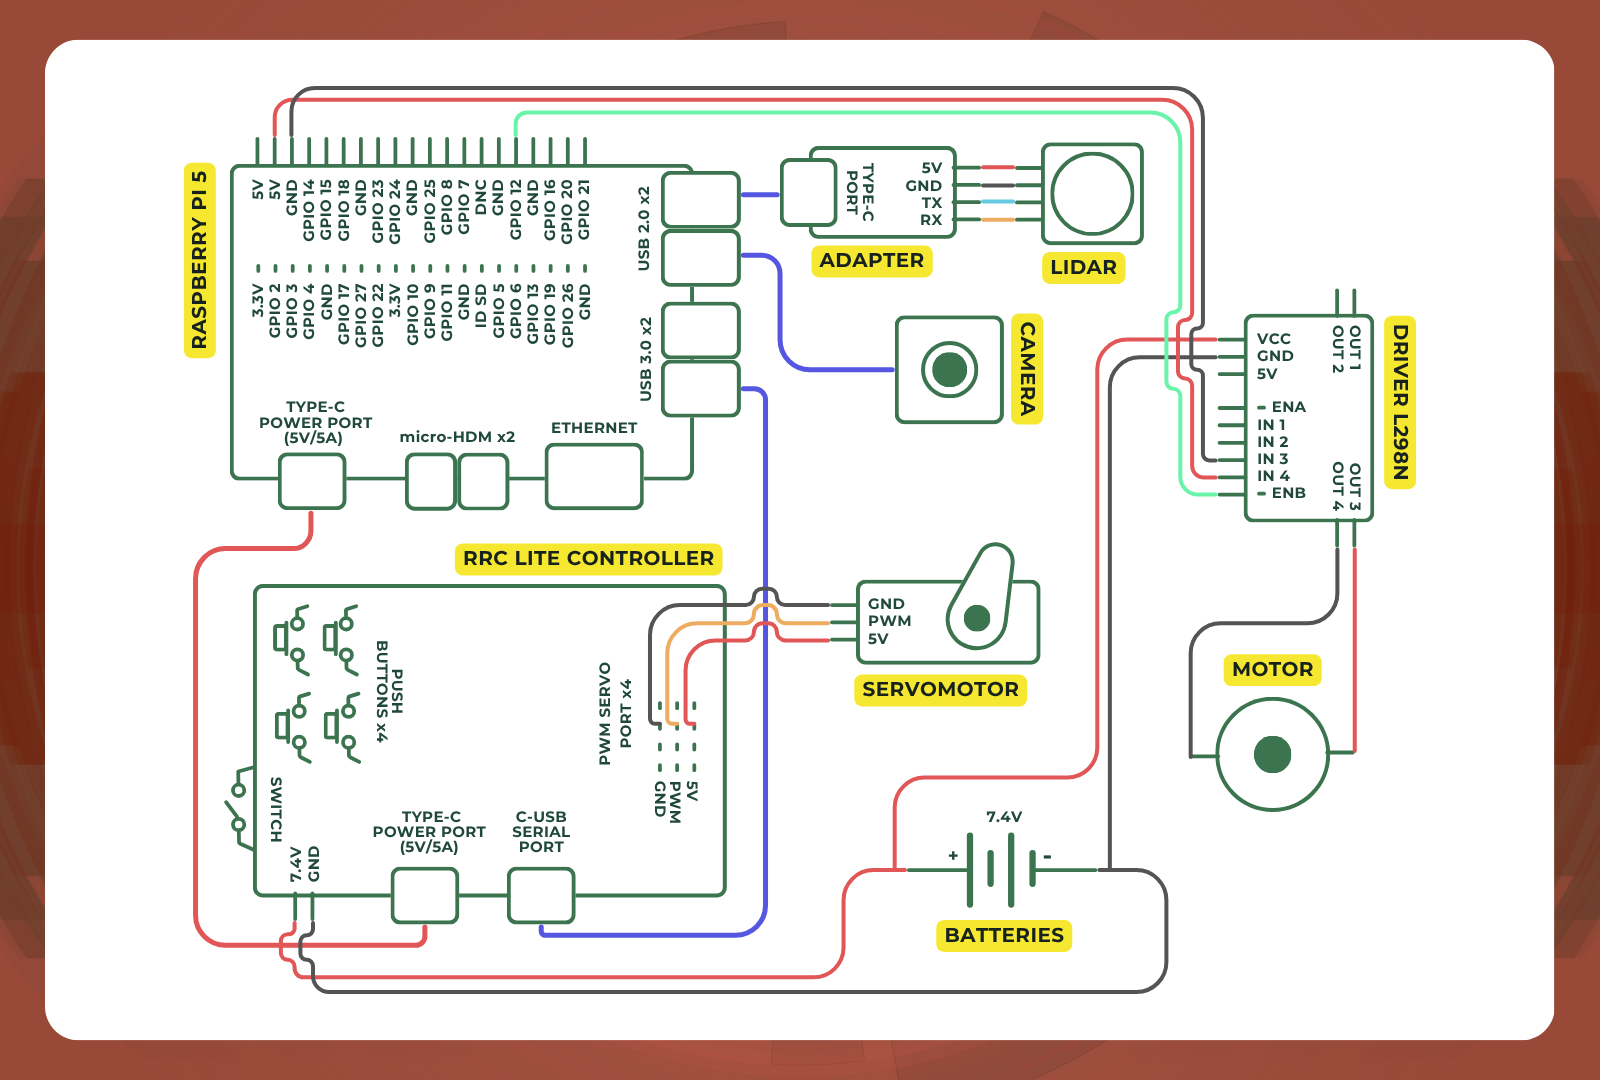 RASPBERRY PI 5
5V
5V
GND
GPIO 14
GPIO 15
GPIO 18
GND
GPIO 23
GPIO 24
GND
GPIO 25
GPIO 8
GPIO 7
DNC
GND
GPIO 12
GND
GPIO 16
GPIO 20
GPIO 21
3.3V
GPIO 2
GPIO 3
GPIO 4
GND
GPIO 17
GPIO 27
GPIO 22
3.3V
GPIO 10
GPIO 9
GPIO 11
GND
ID SD
GPIO 5
GPIO 6
GPIO 13
GPIO 19
GPIO 26
GND
USB 2.0 x2
USB 3.0 x2
TYPE-C
POWER PORT
(5V/5A)
micro-HDM x2
ETHERNET
TYPE-C
PORT
5V
GND
TX
RX
ADAPTER
LIDAR
CAMERA
VCC
GND
5V
- ENA
IN 1
IN 2
IN 3
IN 4
- ENB
OUT 1
OUT 2
OUT 3
OUT 4
DRIVER L298N
RRC LITE CONTROLLER
PUSH
BUTTONS x4
SWITCH
7.4V
GND
TYPE-C
POWER PORT
(5V/5A)
C-USB
SERIAL
PORT
PWM SERVO
PORT x4
GND
PWM
5V
GND
PWM
5V
SERVOMOTOR
MOTOR
7.4V
+
-
BATTERIES